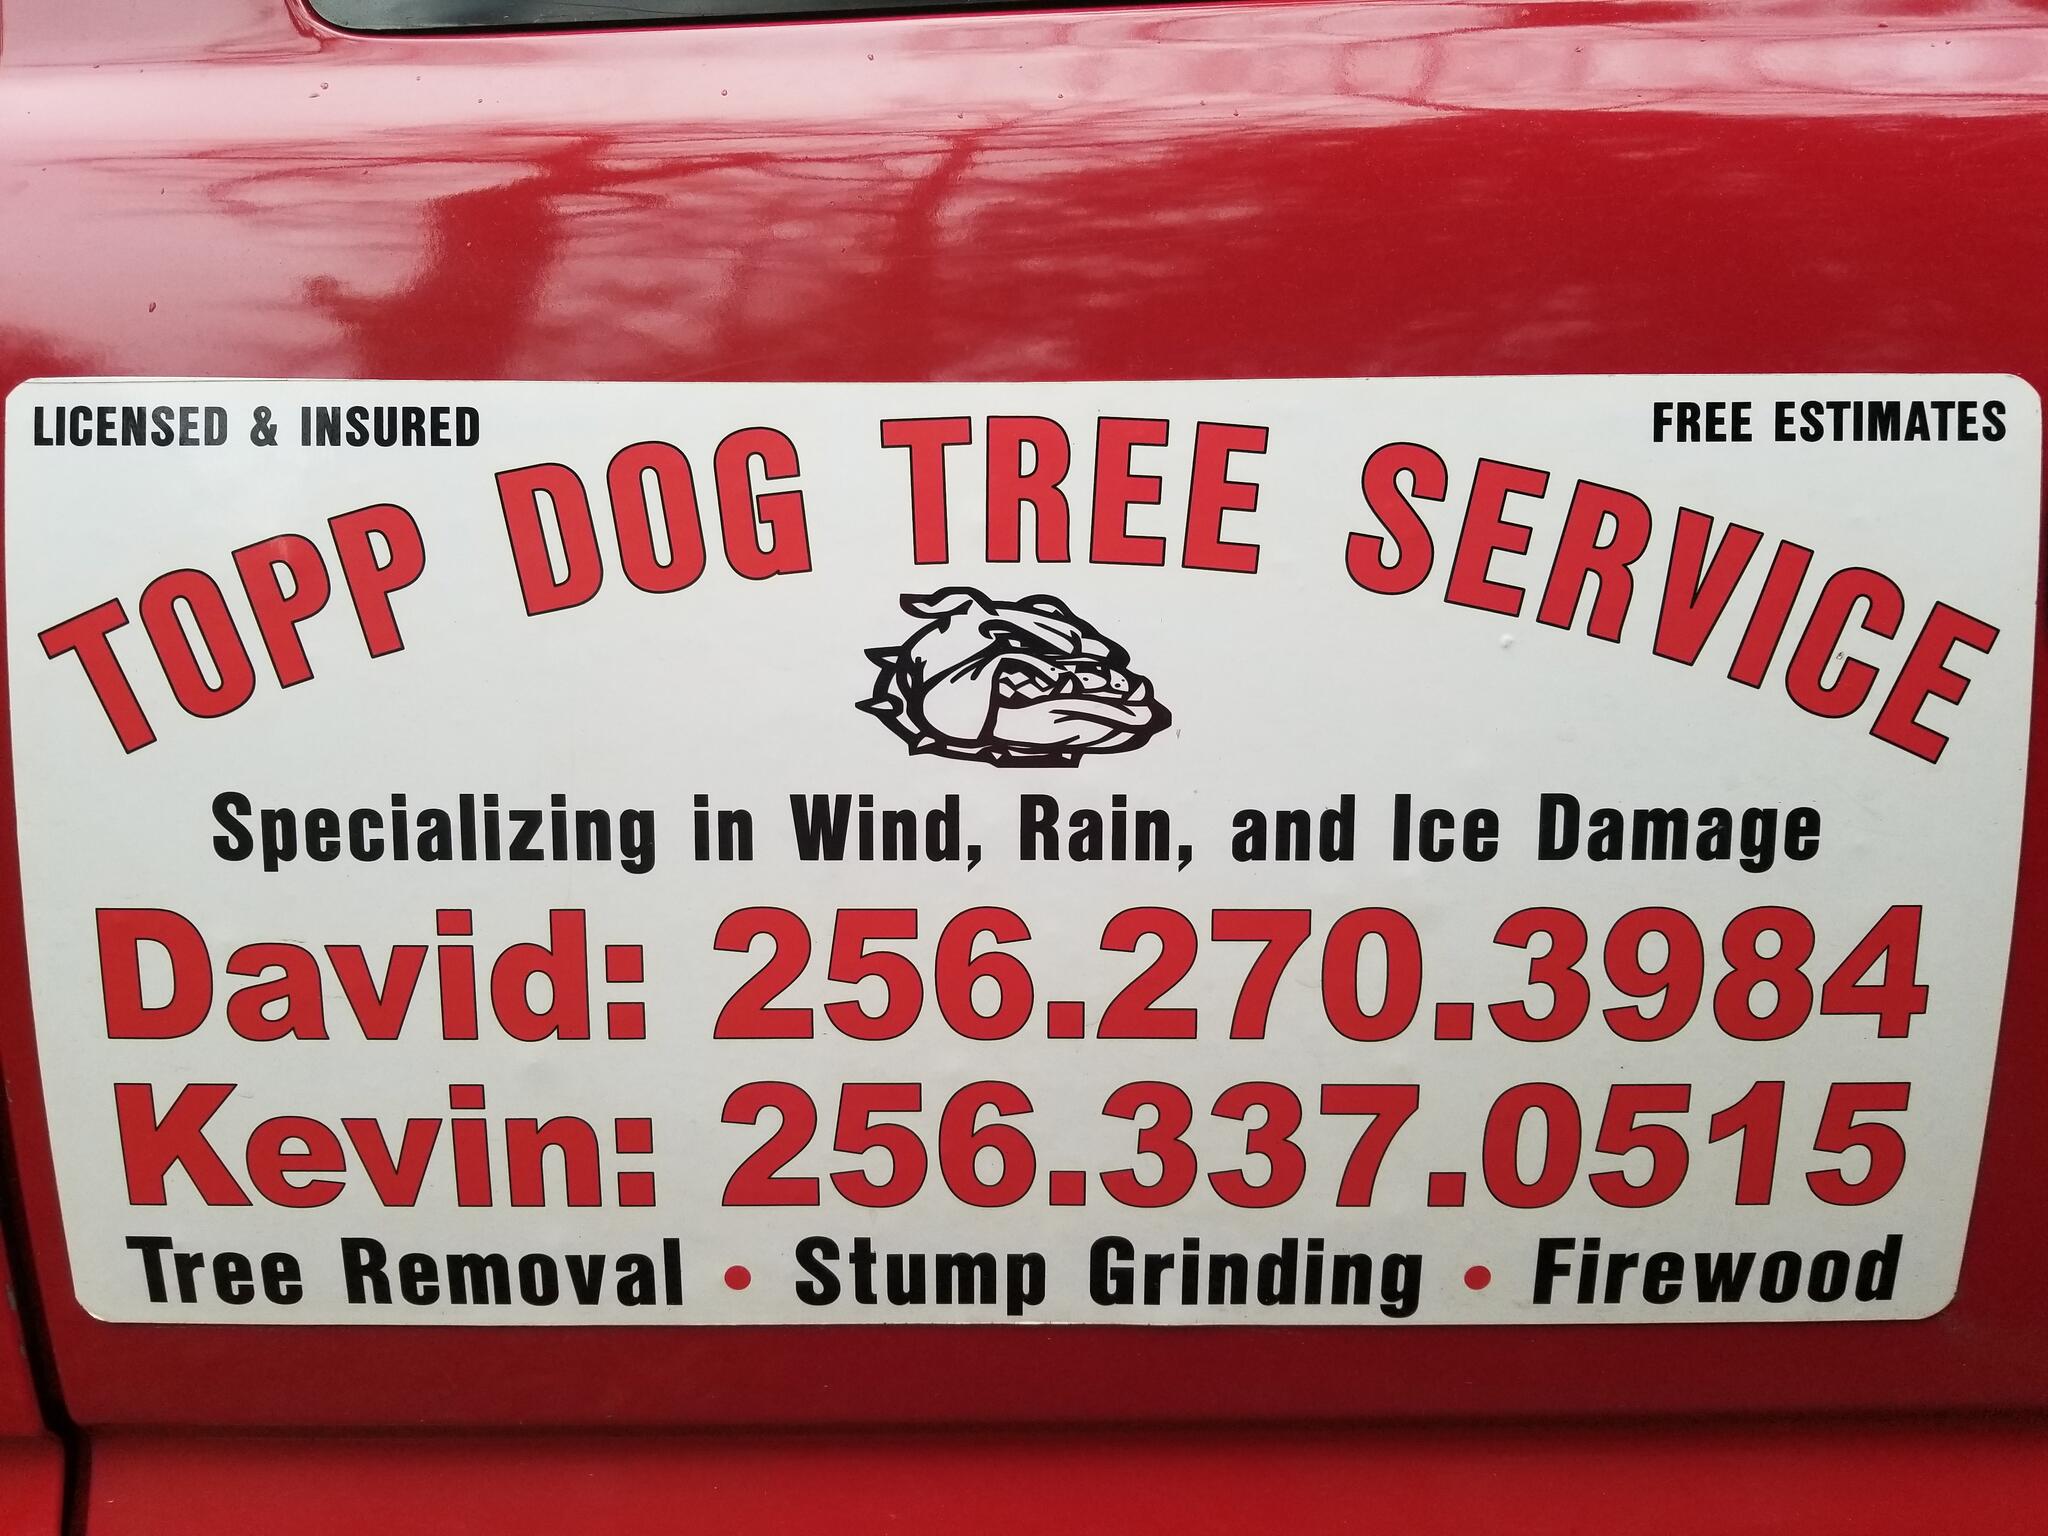 LICENSED & INSURED
FREE ESTIMATES
TOPP DOG TREE SERVICE
Specializing in Wind, Rain, and Ice Damage
David: 256.270.3984
Kevin: 256.337.0515
Tree Removal • Stump Grinding • Firewood